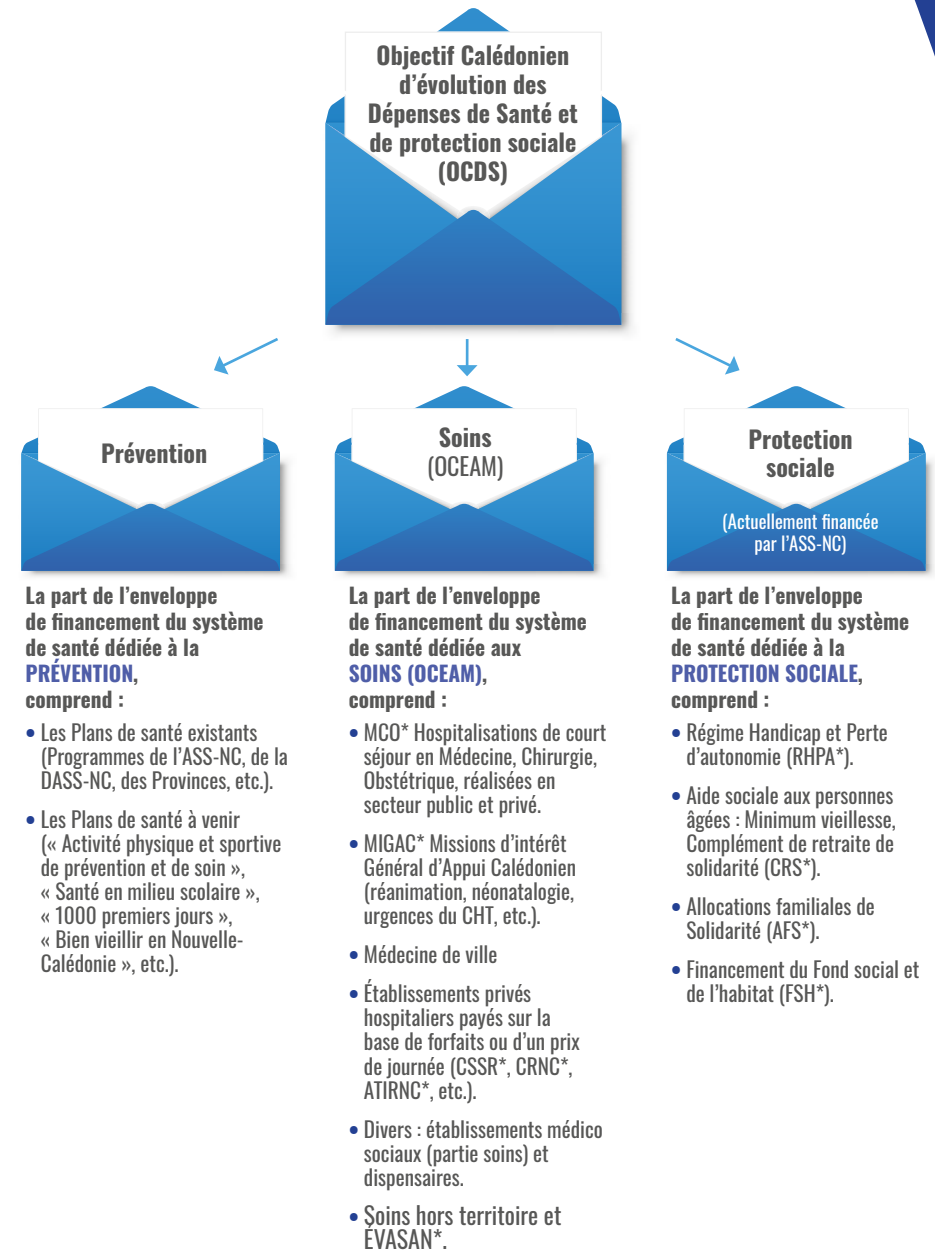 Objectif Calédonien
d'évolution des
Dépenses de Santé et
de protection sociale
(OCDS)
Prévention
La part de l'enveloppe
de financement du système
de santé dédiée à la
PRÉVENTION,
comprend :
• Les Plans de santé existants
(Programmes de l'ASS-NC, de la
DASS-NC, des Provinces, etc.).
• Les Plans de santé à venir
(« Activité physique et sportive
de prévention et de soin »,
« Santé en milieu scolaire »,
« 1000 premiers jours »,
« Bien vieillir en Nouvelle-
Calédonie », etc.).
Soins
(OCEAM)
La part de l'enveloppe
de financement du système
de santé dédiée aux
SOINS (OCEAM),
comprend :
• MCO* Hospitalisations de court
séjour en Médecine, Chirurgie,
Obstétrique, réalisées en
secteur public et privé.
• MIGAC* Missions d'intérêt
Général d'Appui Calédonien
(réanimation, néonatalogie,
urgences du CHT, etc.).
• Médecine de ville
• Établissements privés
hospitaliers payés sur la
base de forfaits ou d'un prix
de journée (CSSR*, CRNC*,
ATIRNC*, etc.).
• Divers : établissements médico
sociaux (partie soins) et
dispensaires.
• Soins hors territoire et
ÉVASAN*.
Protection
sociale
(Actuellement financée
par l'ASS-NC)
La part de l'enveloppe
de financement du système
de santé dédiée à la
PROTECTION SOCIALE,
comprend :
• Régime Handicap et Perte
d'autonomie (RHPA*).
• Aide sociale aux personnes
âgées : Minimum vieillesse,
Complément de retraite de
solidarité (CRS*).
• Allocations familiales de
Solidarité (AFS*).
• Financement du Fond social et
de l'habitat (FSH*).